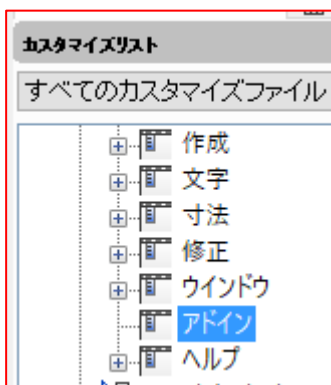 カスタマイズリスト
すべてのカスタマイズファイル
作成
文字
寸法
修正
ウインドウ
アドイン
ヘルプ